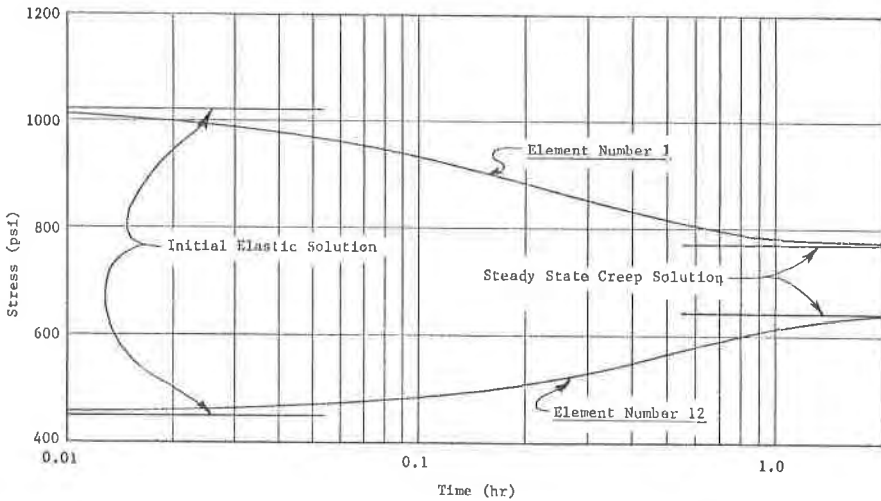 1200
1000
800
600
400
Stress (psi)
Element Number 1
Initial Elastic Solution
Steady State Creep Solution
Element Number 12
0.01
0.1
1.0
Time (hr)